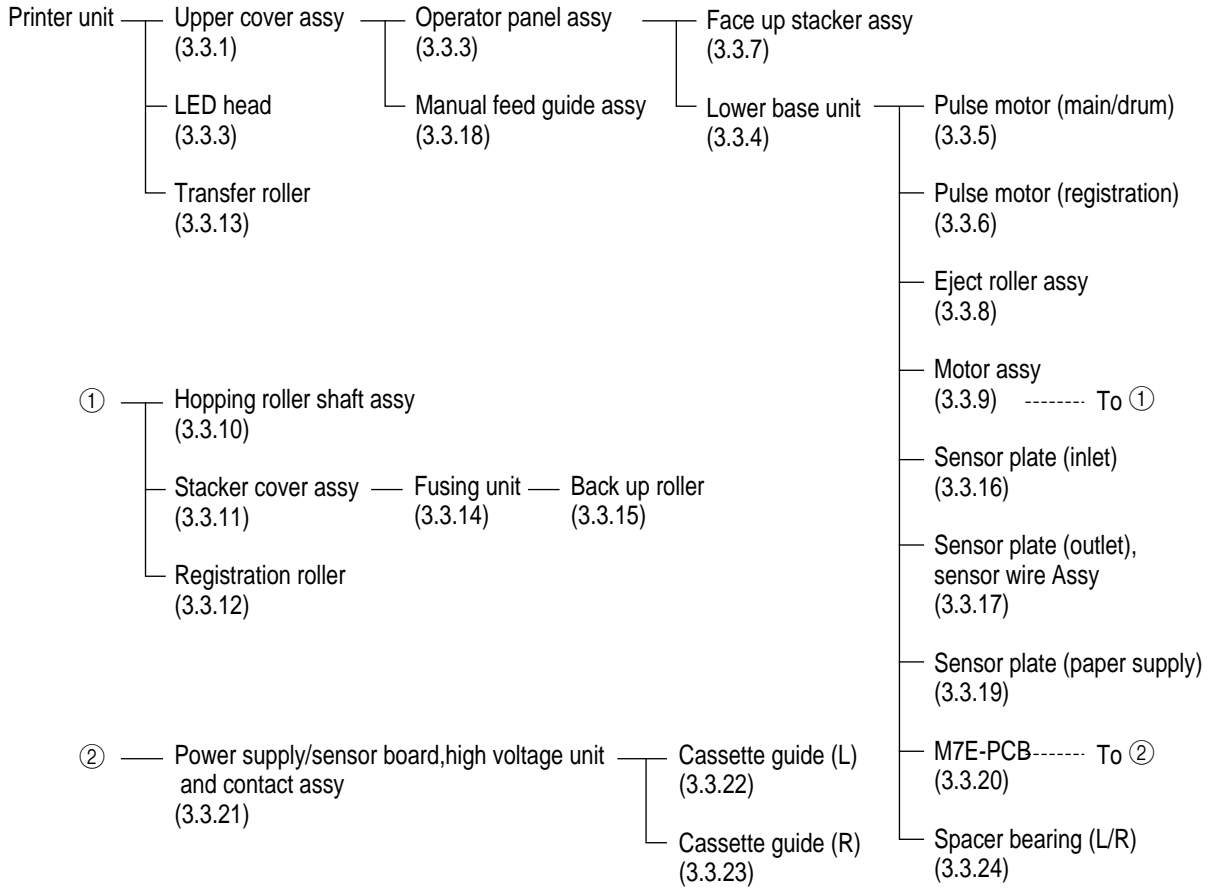 Printer unit
Upper cover assy
(3.3.1)
Operator panel assy
(3.3.3)
Face up stacker assy
(3.3.7)
LED head
(3.3.3)
Manual feed guide assy
(3.3.18)
Lower base unit
(3.3.4)
Pulse motor (main/drum)
(3.3.5)
Transfer roller
(3.3.13)
Pulse motor (registration)
(3.3.6)
Eject roller assy
(3.3.8)
Motor assy
(3.3.9) -------- To ①
①
Hopping roller shaft assy
(3.3.10)
Sensor plate (inlet)
(3.3.16)
Stacker cover assy
(3.3.11)
Fusing unit
(3.3.14)
Back up roller
(3.3.15)
Sensor plate (outlet),
sensor wire Assy
(3.3.17)
Registration roller
(3.3.12)
Sensor plate (paper supply)
(3.3.19)
②
Power supply/sensor board,high voltage unit
and contact assy
(3.3.21)
Cassette guide (L)
(3.3.22)
M7E-PCB-------- To ②
(3.3.20)
Cassette guide (R)
(3.3.23)
Spacer bearing (L/R)
(3.3.24)